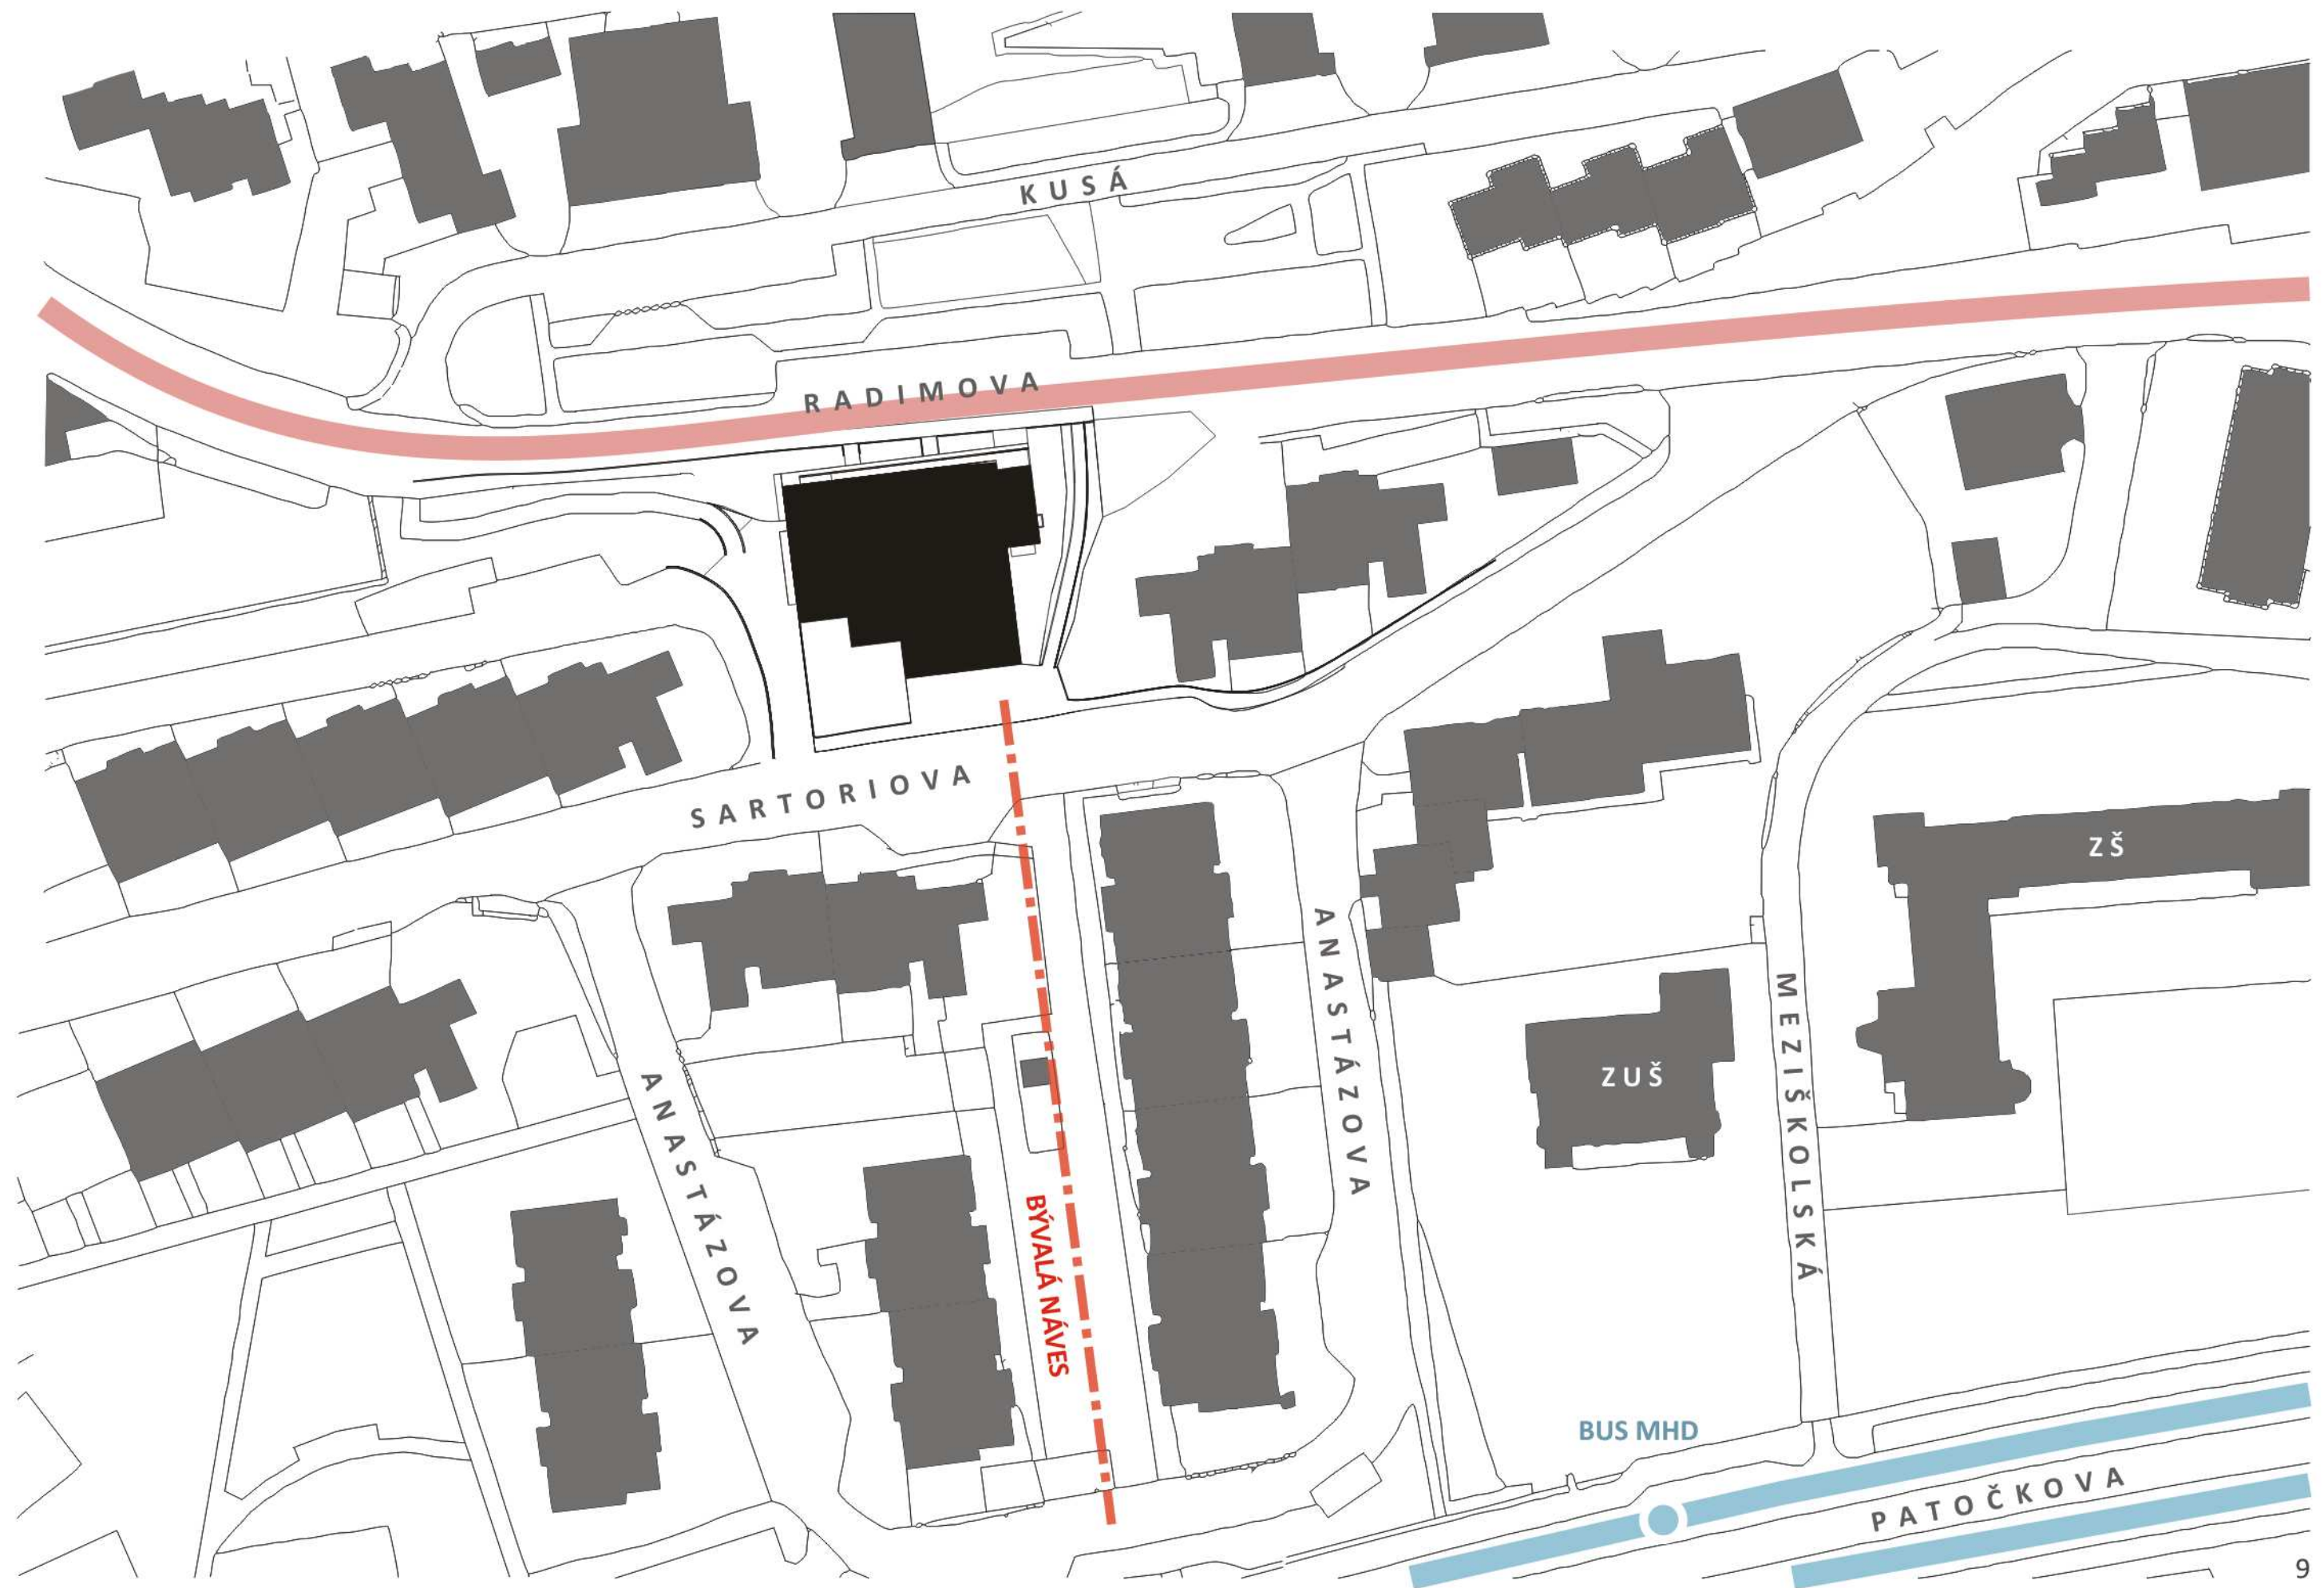 KUSÁ
RADIMOVA
SARTORIOVA
ZŠ
ANASTÁZOVA
MEZIŠKOLSKÁ
ZUŠ
ANASTÁZOVA
BÝVALÁ NÁVES
BUS MHD
PATOČKOVA
9